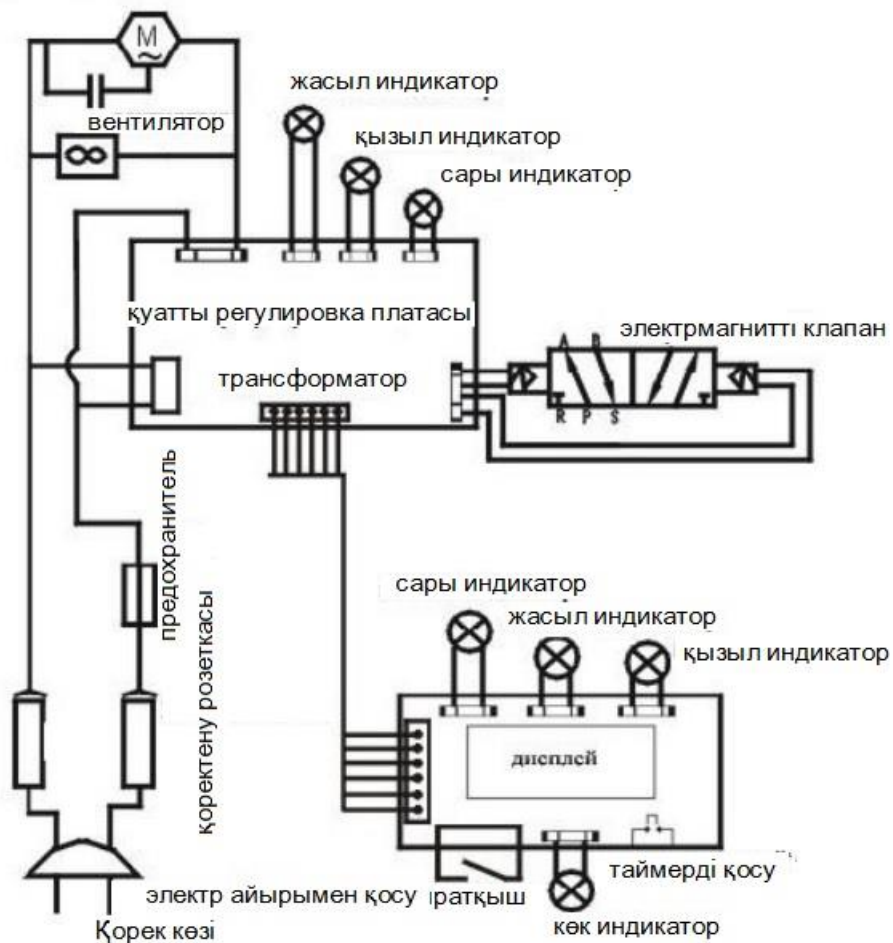 M
жасыл индикатор
вентилятор
қызыл индикатор
сары индикатор
қуатты регулировка платасы
электрмагнитті клапан
A B
трансформатор
R P S
предохранитель
қоректену розеткасы
сары индикатор
жасыл индикатор
қызыл индикатор
дисплей
таймерді қосу
электр айырымен қосу
ıратқыш
көк индикатор
Қорек көзі